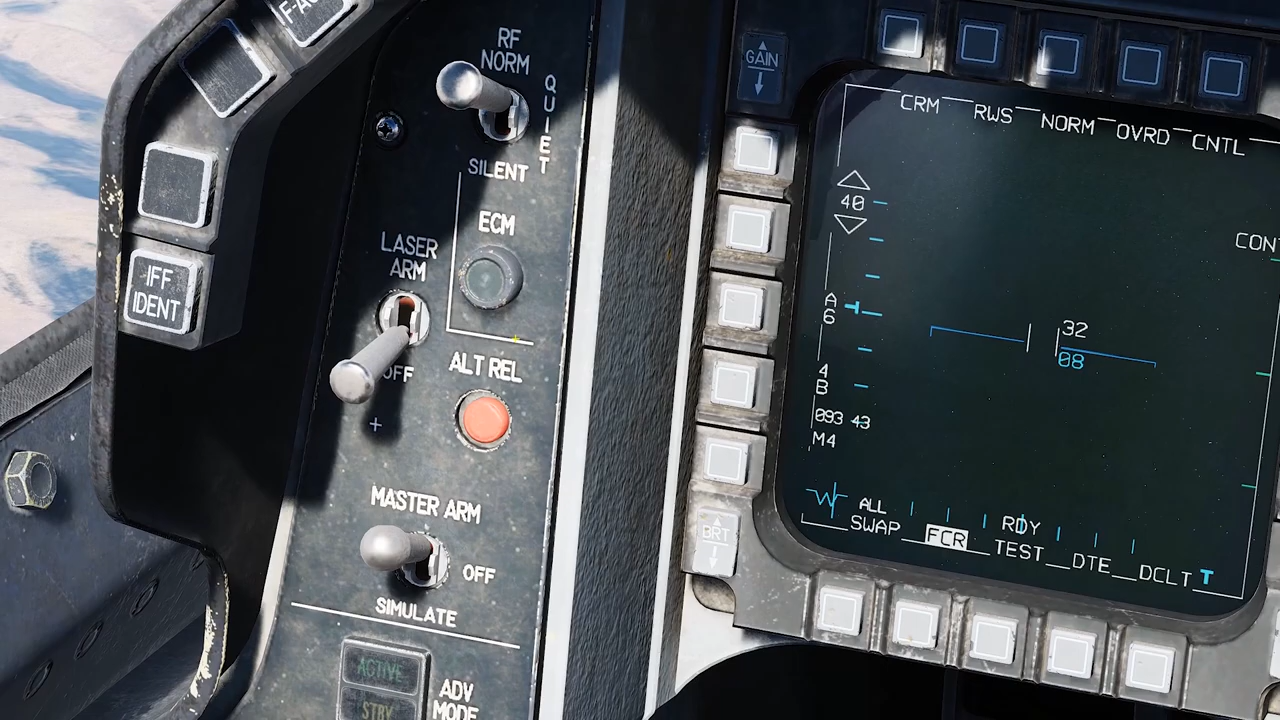 F-AC
RF
NORM
QUIET
SILENT
ECM
LASER
ARM
OFF
IFF
IDENT
ALT REL
MASTER ARM
OFF
SIMULATE
ACTIVE
STBY
ADV
MODE
GAIN
BRT
CRM RWS NORM OVRD CNTL
40
CON
A
6
32
08
4
B
093 43
M4
ALL
RDY
SWAP FCR TEST DTE DCLT T